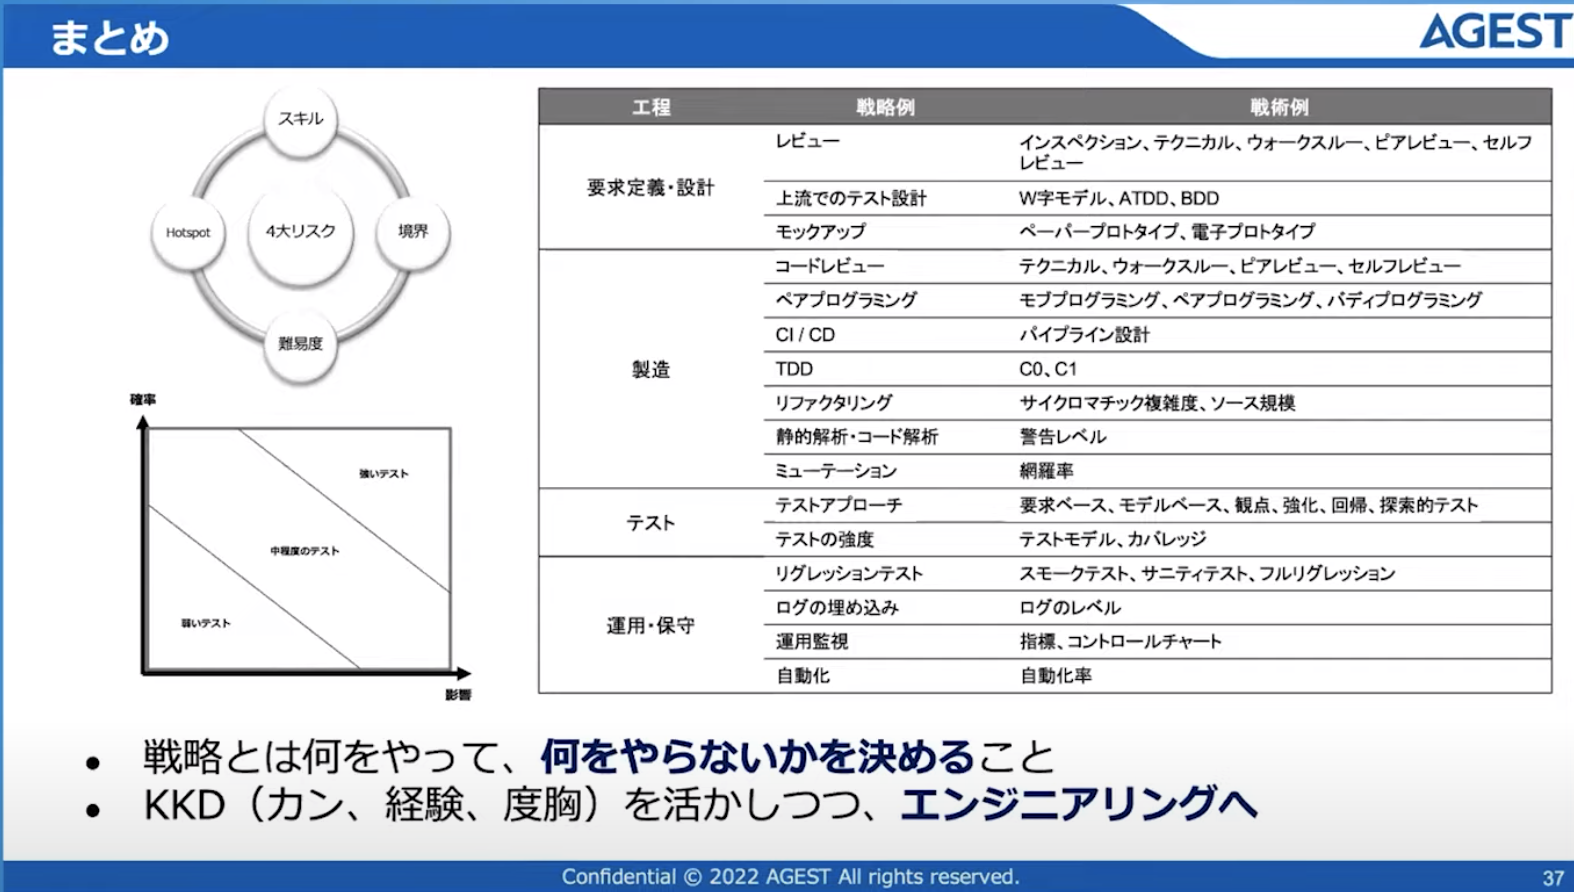 まとめ
AGEST
スキル
Hotspot
4大リスク
境界
難易度
確率
強いテスト
中程度のテスト
弱いテスト
影響
工程 戦略例 戦術例
要求定義・設計
レビュー インスペクション、テクニカル、ウォークスルー、ピアレビュー、セルフ
レビュー
上流でのテスト設計 W字モデル、ATDD、BDD
モックアップ ペーパープロトタイプ、電子プロトタイプ
製造
コードレビュー テクニカル、ウォークスルー、ピアレビュー、セルフレビュー
ペアプログラミング モブプログラミング、ペアプログラミング、バディプログラミング
CI / CD パイプライン設計
TDD C0、C1
リファクタリング サイクロマチック複雑度、ソース規模
静的解析・コード解析 警告レベル
ミューテーション 網羅率
テスト
テストアプローチ 要求ベース、モデルベース、観点、強化、回帰、探索的テスト
テストの強度 テストモデル、カバレッジ
運用・保守
リグレッションテスト スモークテスト、サニティテスト、フルリグレッション
ログの埋め込み ログのレベル
運用監視 指標、コントロールチャート
自動化 自動化率
• 戦略とは何をやって、何をやらないかを決めること
• KKD（カン、経験、度胸）を活かしつつ、エンジニアリングへ
Confidential © 2022 AGEST All rights reserved.
37